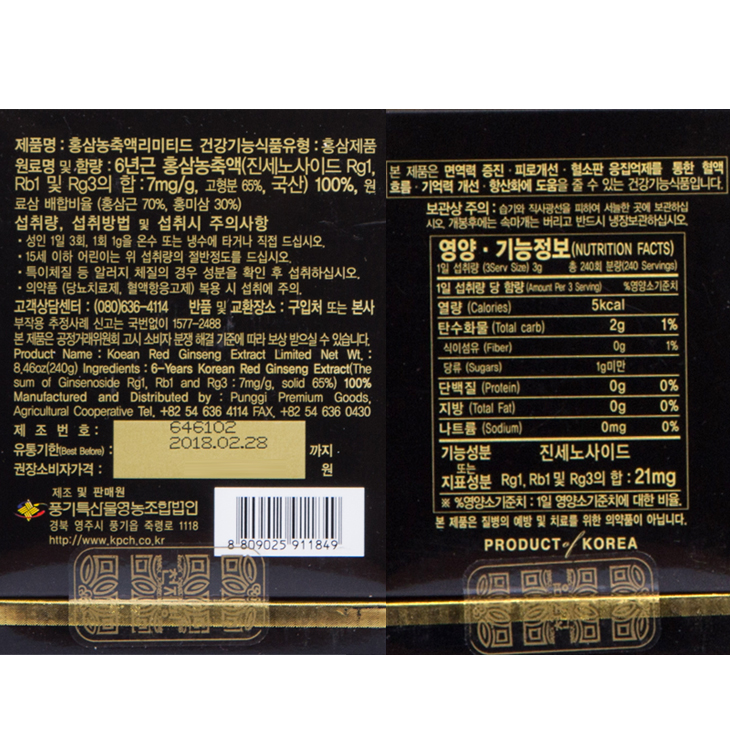 제품명 : 홍삼농축액리미티드 건강기능식품유형 : 홍삼제품
원료명 및 함량 : 6년근 홍삼농축액(진세노사이드 Rg1,
Rb1 및 Rg3의 합 : 7mg/g, 고형분 65%, 국산) 100%, 원
료삼 배합비율 (홍삼근 70%, 홍미삼 30%)
섭취량, 섭취방법 및 섭취시 주의사항
· 성인 1일 3회, 1회 1g을 온수 또는 냉수에 타거나 직접 드십시오.
· 15세 이하 어린이는 위 섭취량의 절반정도를 드십시오.
· 특이체질 등 알러지 체질의 경우 성분을 확인 후 섭취하십시오.
· 의약품 (당뇨치료제, 혈액항응고제) 복용 시 섭취에 주의.
고객상담센터 : (080)636-4114 반품 및 교환장소 : 구입처 또는 본사
부작용 추정사례 신고는 국번없이 1577-2488
본 제품은 공정거래위원회 고시 소비자 분쟁 해결 기준에 따라 보상 받으실 수 있습니다.
Product Name : Koean Red Ginseng Extract Limited Net Wt. :
8,46oz(240g) Ingredients : 6-Years Korean Red Ginseng Extract(The
sum of Ginsenoside Rg1, Rb1 and Rg3 : 7mg/g, solid 65%) 100%
Manufactured and Distributed by : Punggi Premium Goods,
Agricultural Cooperative Tel, +82 54 636 4114 FAX, +82 54 636 0430
제 조 번 호 : 646102
유통기한(Best Before) : 2018.02.28 까지
권장소비자가격 : 원
제조 및 판매원
풍기특산물영농조합법인
경북 영주시 풍기읍 죽령로 1118
http://www.kpch.co.kr
8 809025 911849
본 제품은 면역력 증진 · 피로개선 · 혈소판 응집억제를 통한 혈액
흐름 · 기억력 개선 · 항산화에 도움을 줄 수 있는 건강기능식품입니다.
보관상 주의 : 습기와 직사광선을 피하여 서늘한 곳에 보관하십
시오. 개봉후에는 속마개는 버리고 반드시 냉장보관하십시오.
영양 · 기능정보(NUTRITION FACTS)
1일 섭취량 (3Serv Size) 3g 총 240회 분량(240 Servings)
1일 섭취량 당 함량 (Amount Per 3 Serving) %영양소기준치
열량 (Calories) 5kcal
탄수화물 (Total carb) 2g 1%
식이섬유 (Fiber) 0g 1%
당류 (Sugars) 1g미만
단백질 (Protein) 0g 0%
지방 (Total Fat) 0g 0%
나트륨 (Sodium) 0mg 0%
기능성분 또는 지표성분 진세노사이드
Rg1, Rb1 및 Rg3의 합 : 21mg
※ %영양소기준치 : 1일 영양소기준치에 대한 비율.
본 제품은 질병의 예방 및 치료를 위한 의약품이 아닙니다.
PRODUCT of KOREA